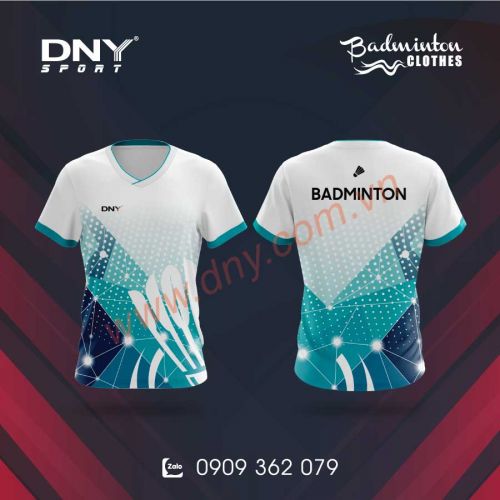 DNY
SPORT
Badminton
CLOTHES
DNY
BADMINTON
www.dny.com.vn
Zalo
0909 362 079